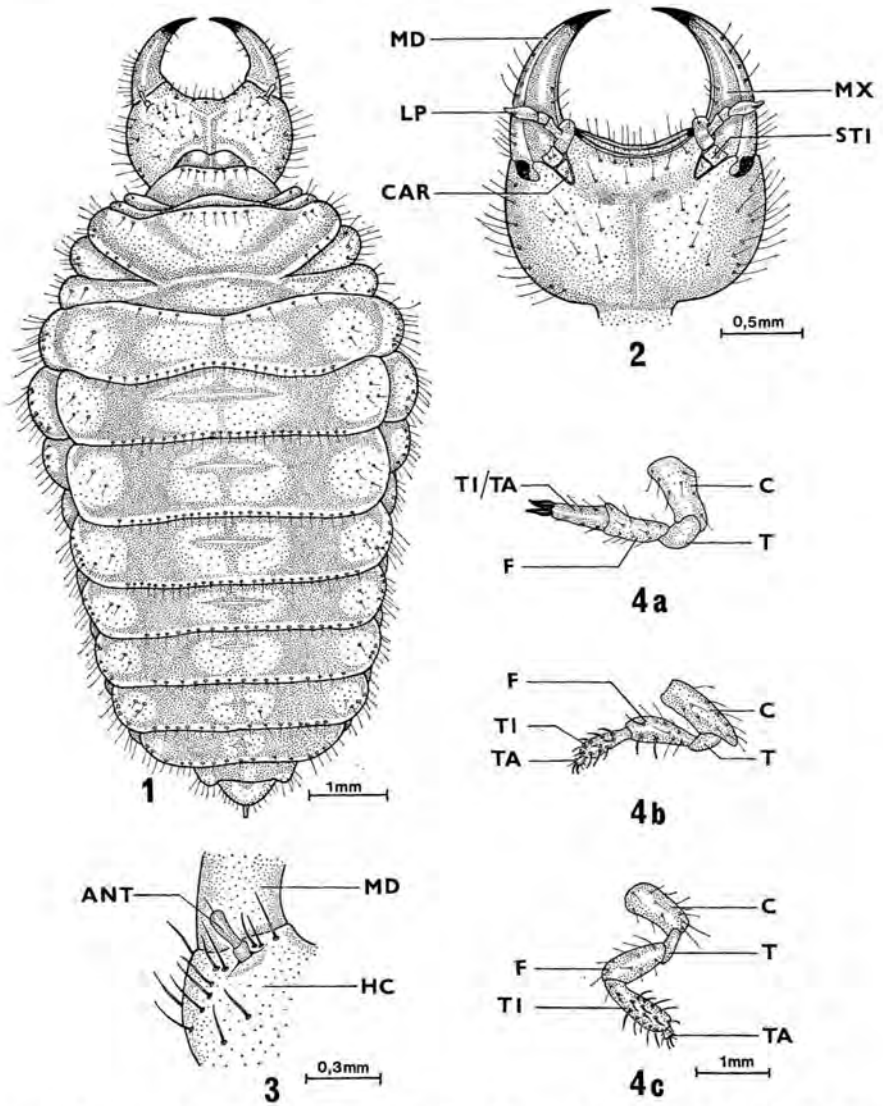 MD
LP
CAR
MX
STI
0,5mm
2
1
1mm
TI/TA
F
C
T
4a
F
TI
TA
C
T
4b
ANT
MD
HC
0,3mm
3
F
TI
C
T
TA
1mm
4c